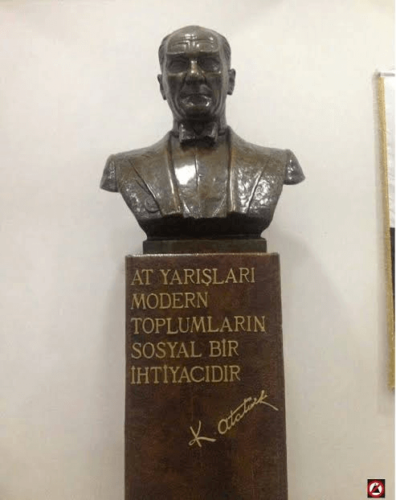 AT YARIŞLARI
MODERN
TOPLUMLARIN
SOSYAL BİR
İHTİYACIDIR
K Atatürk